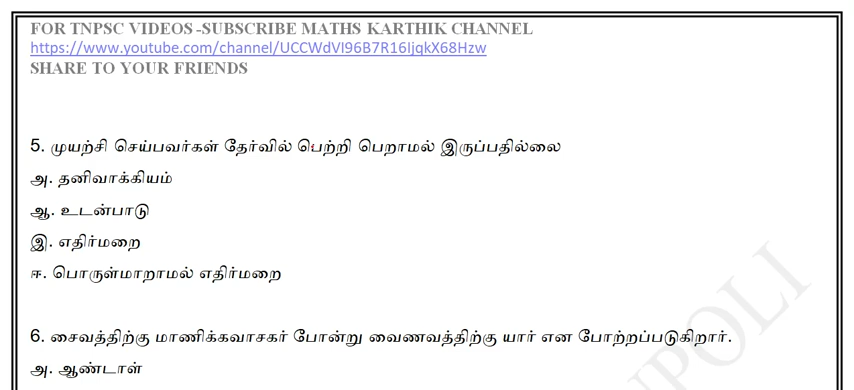 FOR TNPSC VIDEOS -SUBSCRIBE MATHS KARTHIK CHANNEL
https://www.youtube.com/channel/UCCWdVl96B7R16IjqkX68Hzw
SHARE TO YOUR FRIENDS
5. முயற்சி செய்பவர்கள் தேர்வில் பெற்றி பெறாமல் இருப்பதில்லை
அ. தனிவாக்கியம்
ஆ. உடன்பாடு
இ. எதிர்மறை
ஈ. பொருள்மாறாமல் எதிர்மறை
6. சைவத்திற்கு மாணிக்கவாசகர் போன்று வைணவத்திற்கு யார் என போற்றப்படுகிறார்.
அ. ஆண்டாள்